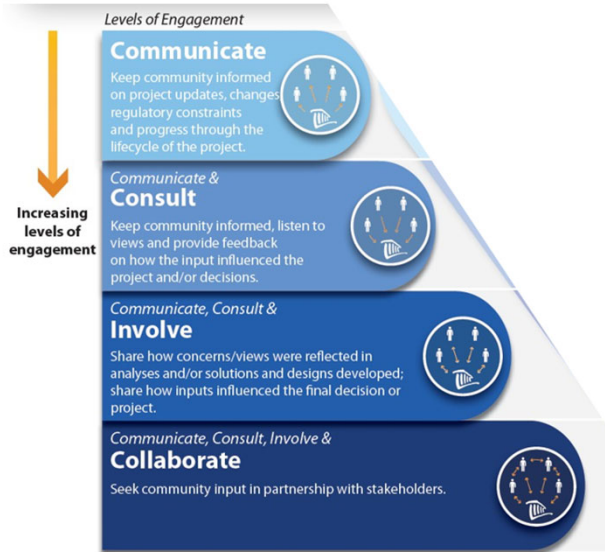 Levels of Engagement
Communicate
Keep community informed
on project updates, changes
regulatory constraints
and progress through the
lifecycle of the project.
Increasing
levels of
engagement
Communicate &
Consult
Keep community informed, listen to
views and provide feedback
on how the input influenced the
project and/or decisions.
Communicate, Consult &
Involve
Share how concerns/views were reflected in
analyses and/or solutions and designs developed;
share how inputs influenced the final decision or
project.
Communicate, Consult, Involve &
Collaborate
Seek community input in partnership with stakeholders.